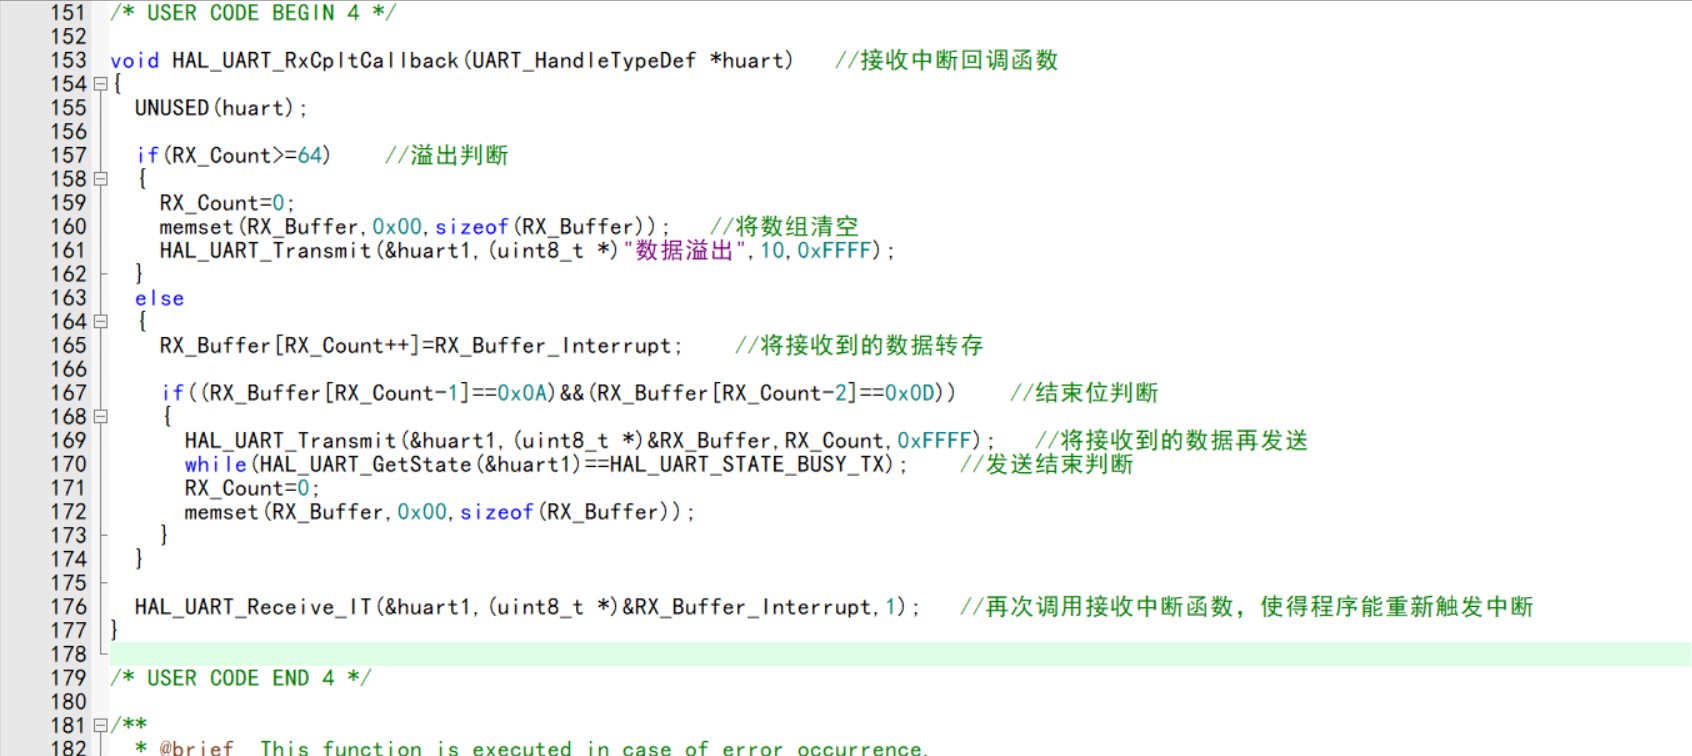 151 /* USER CODE BEGIN 4 */
152
153 void HAL_UART_RxCpltCallback(UART_HandleTypeDef *huart)   //接收中断回调函数
154 {
155   UNUSED(huart);
156
157   if(RX_Count>=64)    //溢出判断
158   {
159     RX_Count=0;
160     memset(RX_Buffer,0x00,sizeof(RX_Buffer));   //将数组清空
161     HAL_UART_Transmit(&huart1,(uint8_t *)"数据溢出",10,0xFFFF);
162   }
163   else
164   {
165     RX_Buffer[RX_Count++]=RX_Buffer_Interrupt;    //将接收到的数据转存
166
167     if((RX_Buffer[RX_Count-1]==0x0A)&&(RX_Buffer[RX_Count-2]==0x0D))    //结束位判断
168     {
169       HAL_UART_Transmit(&huart1,(uint8_t *)&RX_Buffer,RX_Count,0xFFFF);   //将接收到的数据再发送
170       while(HAL_UART_GetState(&huart1)==HAL_UART_STATE_BUSY_TX);    //发送结束判断
171       RX_Count=0;
172       memset(RX_Buffer,0x00,sizeof(RX_Buffer));
173     }
174   }
175
176   HAL_UART_Receive_IT(&huart1,(uint8_t *)&RX_Buffer_Interrupt,1);   //再次调用接收中断函数，使得程序能重新触发中断
177 }
178
179 /* USER CODE END 4 */
180
181 /**
182   * @brief  This function is executed in case of error occurrence.